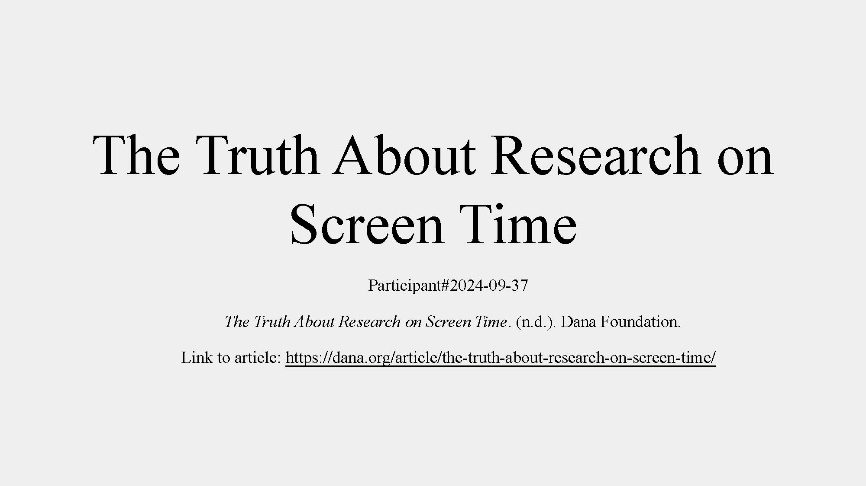 The Truth About Research on
Screen Time
Participant#2024-09-37
The Truth About Research on Screen Time. (n.d.). Dana Foundation.
Link to article: https://dana.org/article/the-truth-about-research-on-screen-time/